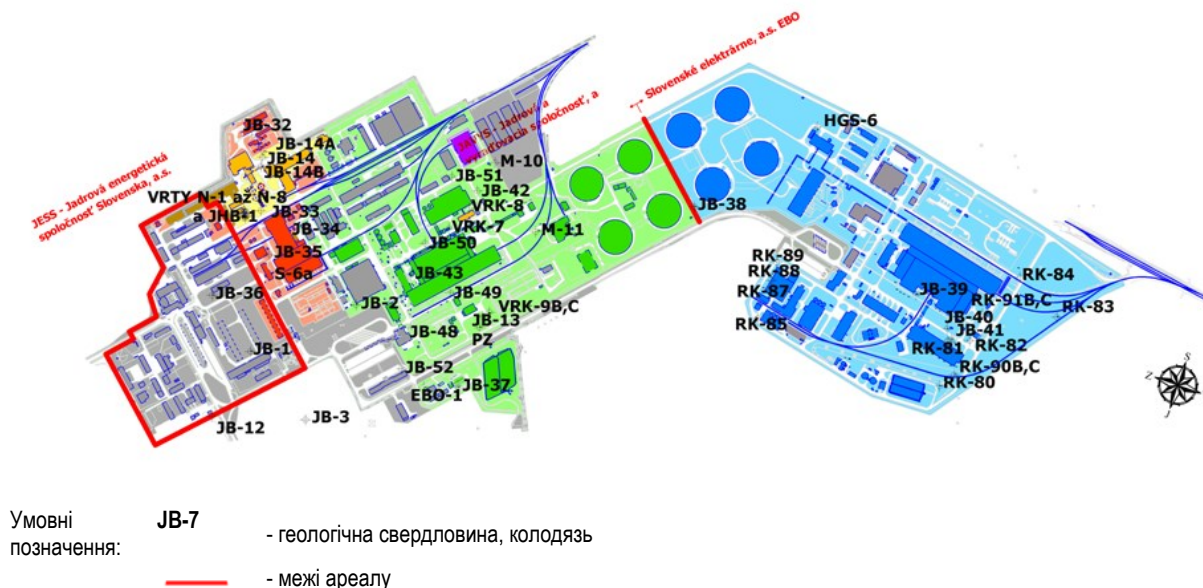 Slovenské elektrárne, a.s. EBO
HGS-6
JB-32
JB-14A
JB-14
JB-14B
M-10
JESS - Jadrová energetická
spoločnosť Slovenska, a.s.
VRTY N-1 až N-8
a JHB-1
JB-33
JB-34
JB-51
JB-42
VRK-8
VRK-7
M-11
JB-38
JB-50
JB-35
S-6a
JB-43
JB-36
JB-2
JB-49
VRK-9B,C
JB-13
JB-48
PZ
JB-1
JB-52
JB-37
EBO-1
JB-3
JB-12
RK-89
RK-88
RK-87
RK-85
RK-84
JB-39
RK-91B,C
RK-83
JB-40
JB-41
RK-81
RK-82
RK-90B,C
RK-80
S
Z
J
Умовні
позначення:
JB-7
- геологічна свердловина, колодязь
- межі ареалу